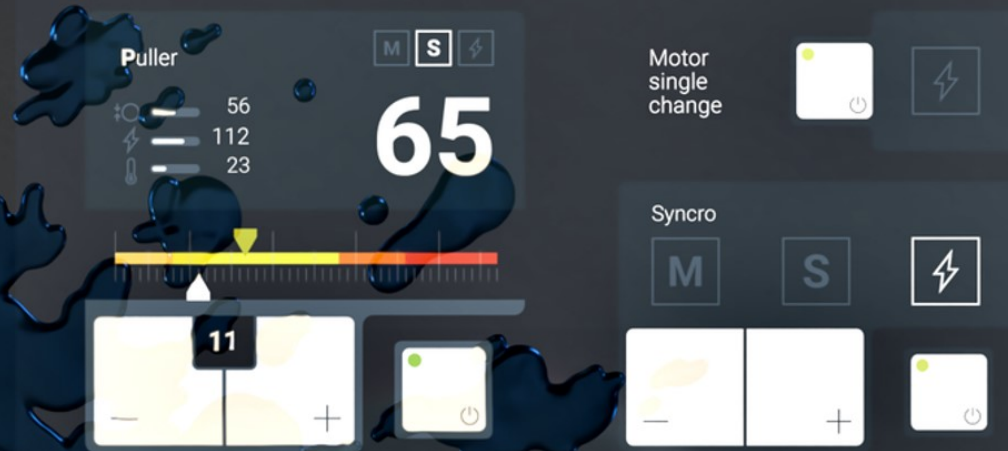 Puller
M S
56
112
23
65
11
Motor
single
change
Syncro
M S